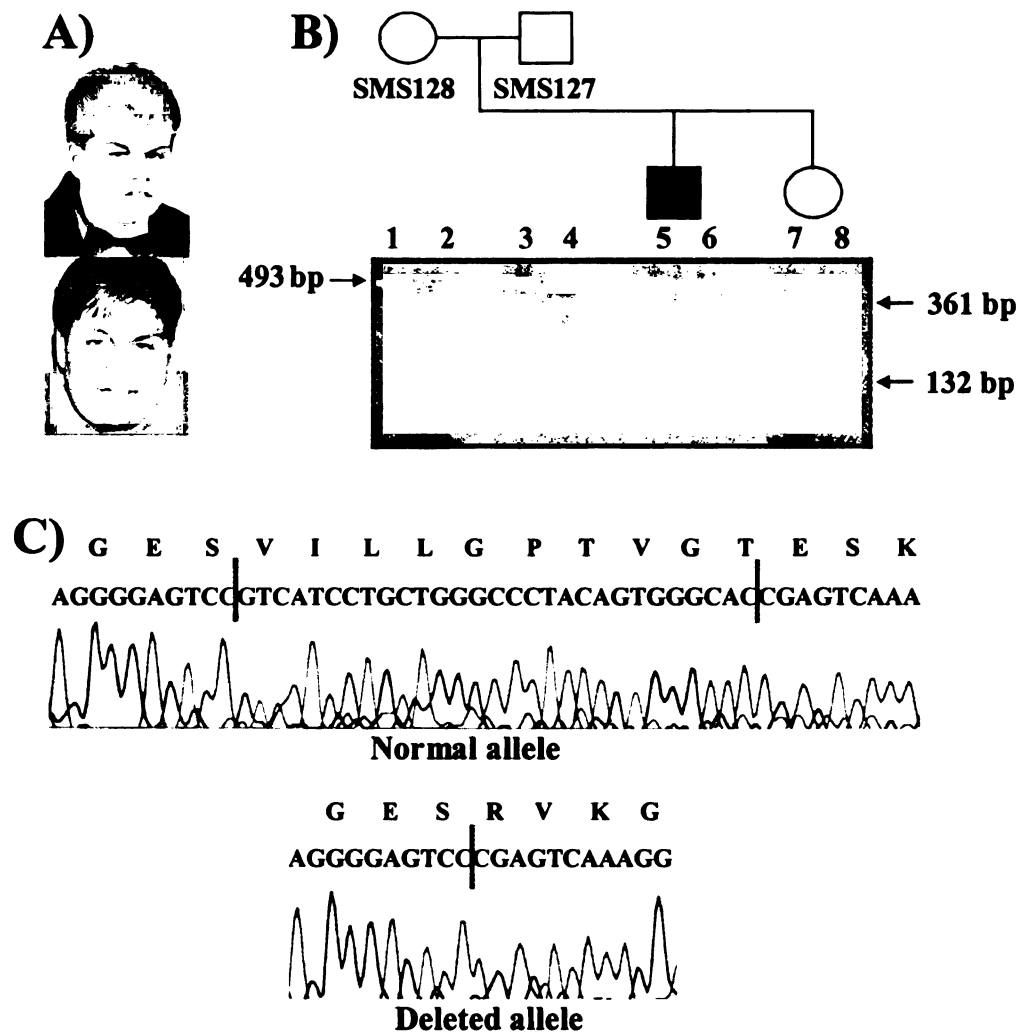 A)
B)
SMS128 SMS127
1 2 3 4 5 6 7 8
493 bp
361 bp
132 bp
C)
G E S V I L L G P T V G T E S K
AGGGGAGTCCGTCATCCTGCTGGGCCCTACAGTGGGCACCGAGTCAAA
Normal allele
G E S R V K G
AGGGGAGTCCCGAGTCAAAGG
Deleted allele